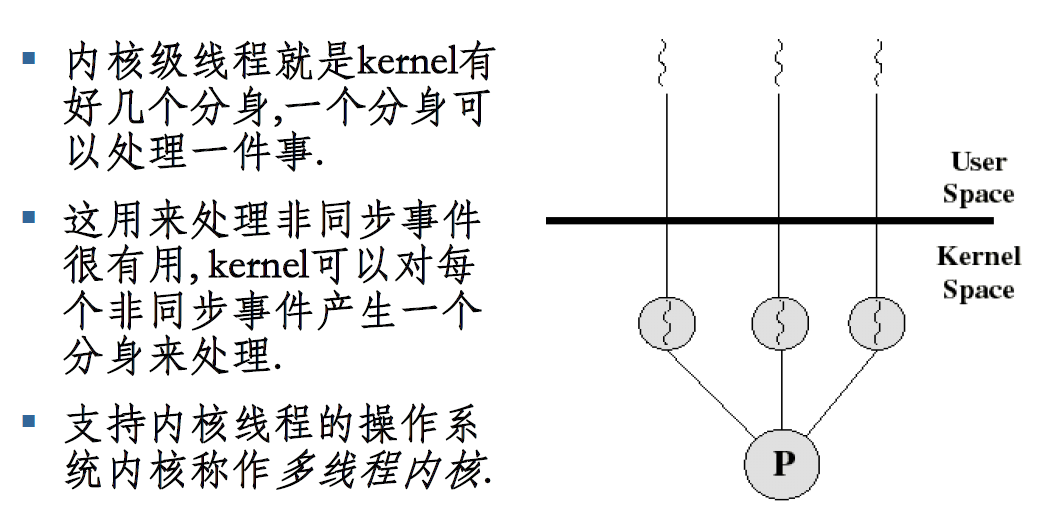 内核级线程就是kernel有
好几个分身,一个分身可
以处理一件事.
这用来处理非同步事件
很有用, kernel可以对每
个非同步事件产生一个
分身来处理.
支持内核线程的操作系
统内核称作多线程内核.
User
Space
Kernel
Space
P